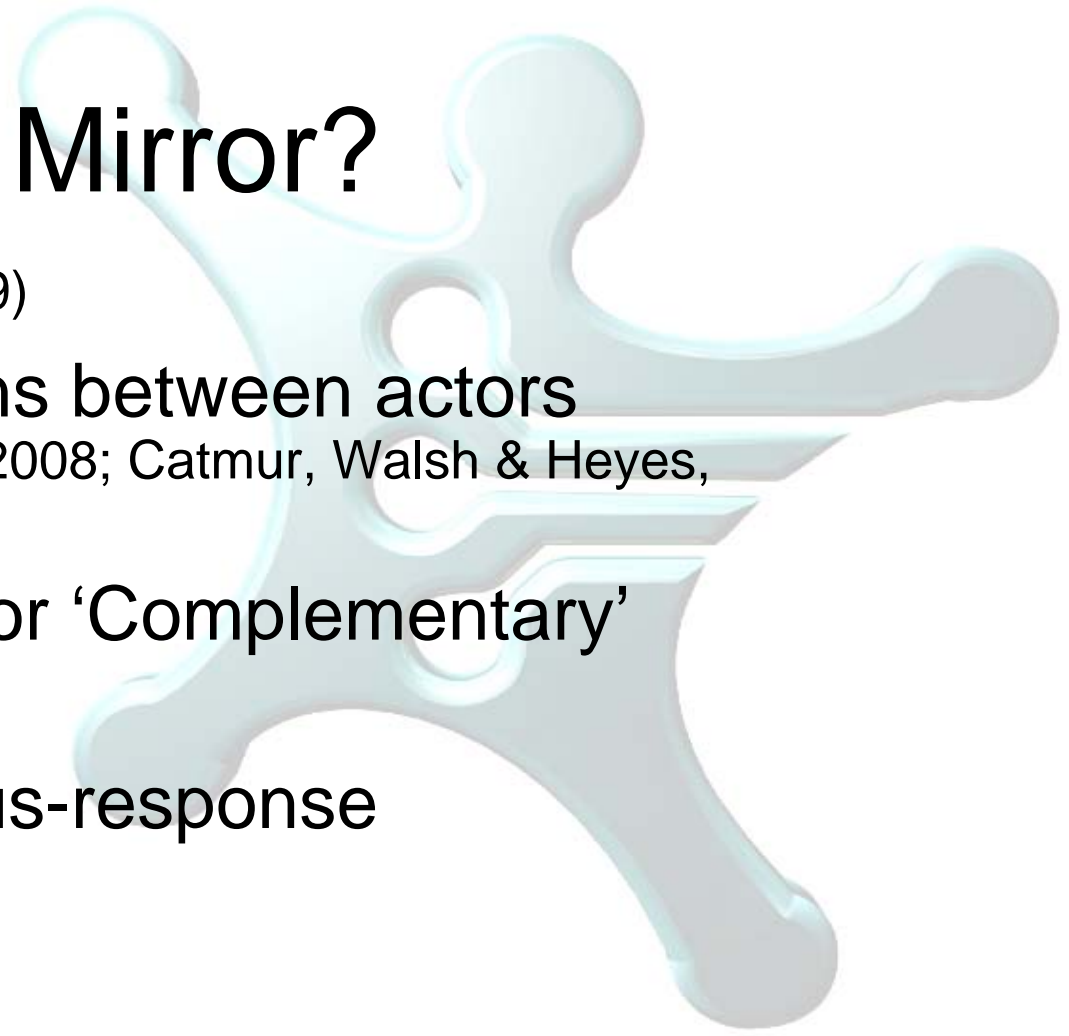 Mirror?
9)
ns between actors
2008; Catmur, Walsh & Heyes,
or ‘Complementary’
us-response